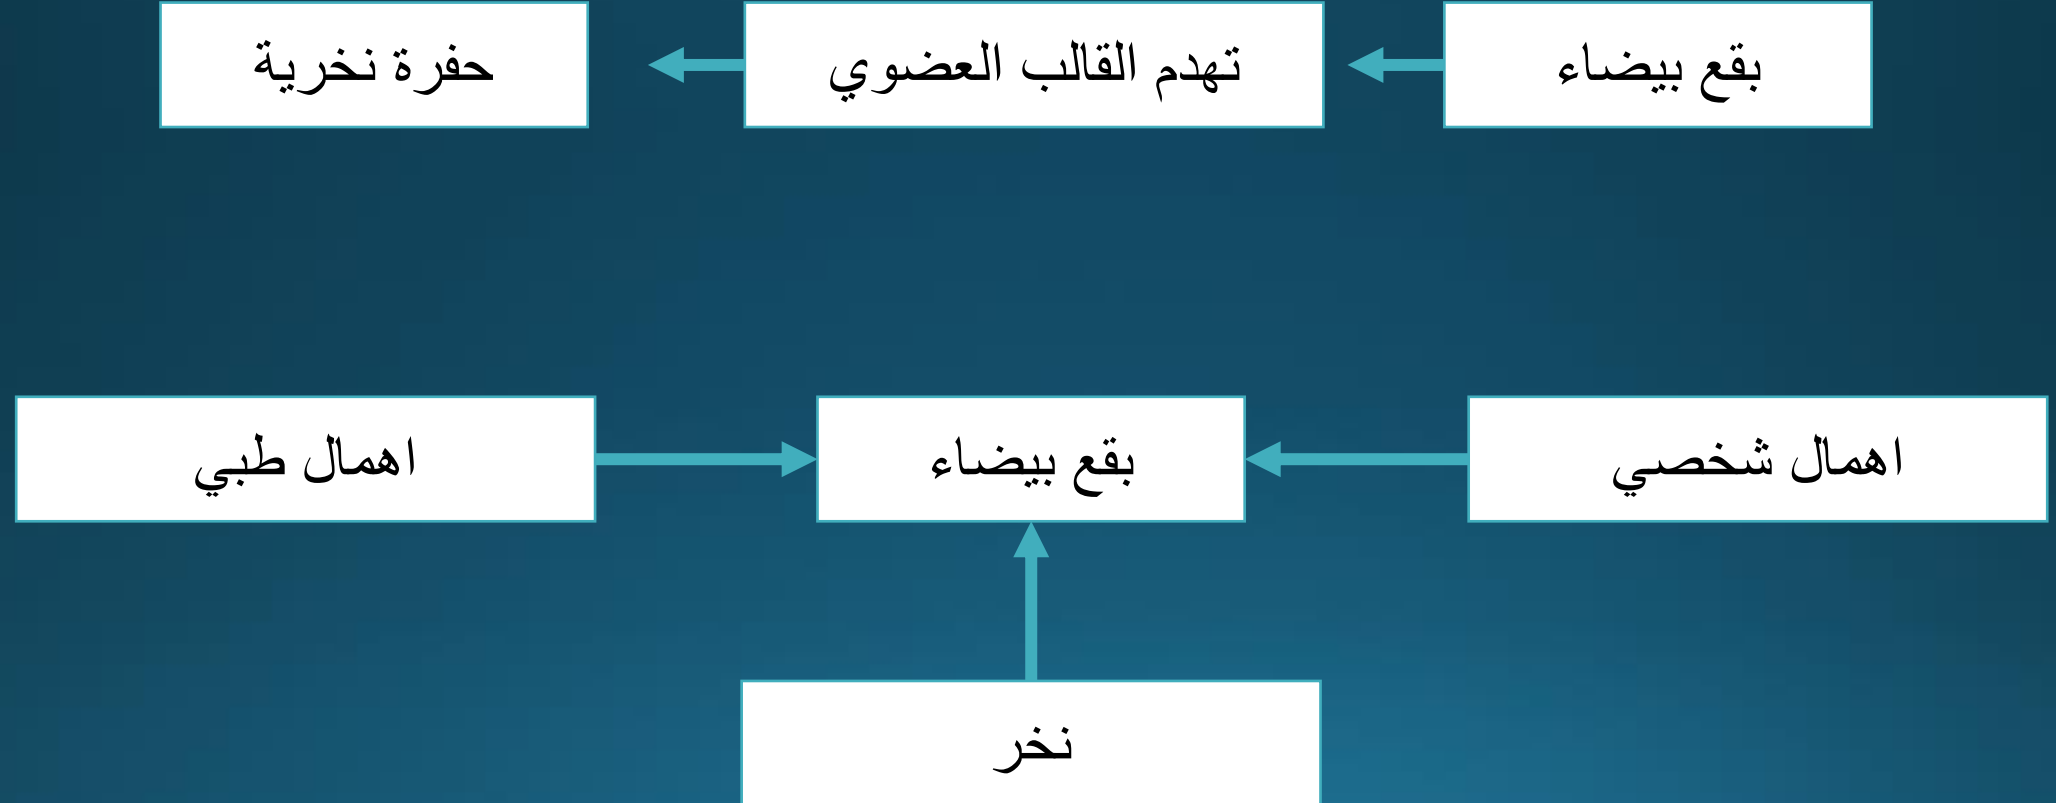 بقع بيضاء
تهدم القالب العضوي
حفرة نخرية
اهمال شخصي
بقع بيضاء
اهمال طبي
نخر